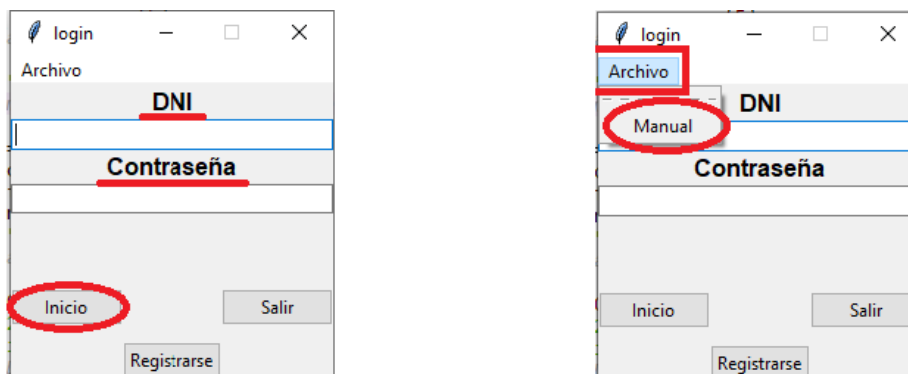 login
Archivo
DNI
Contraseña
Inicio Salir
Registrarse
login
Archivo
Manual
DNI
Contraseña
Inicio Salir
Registrarse